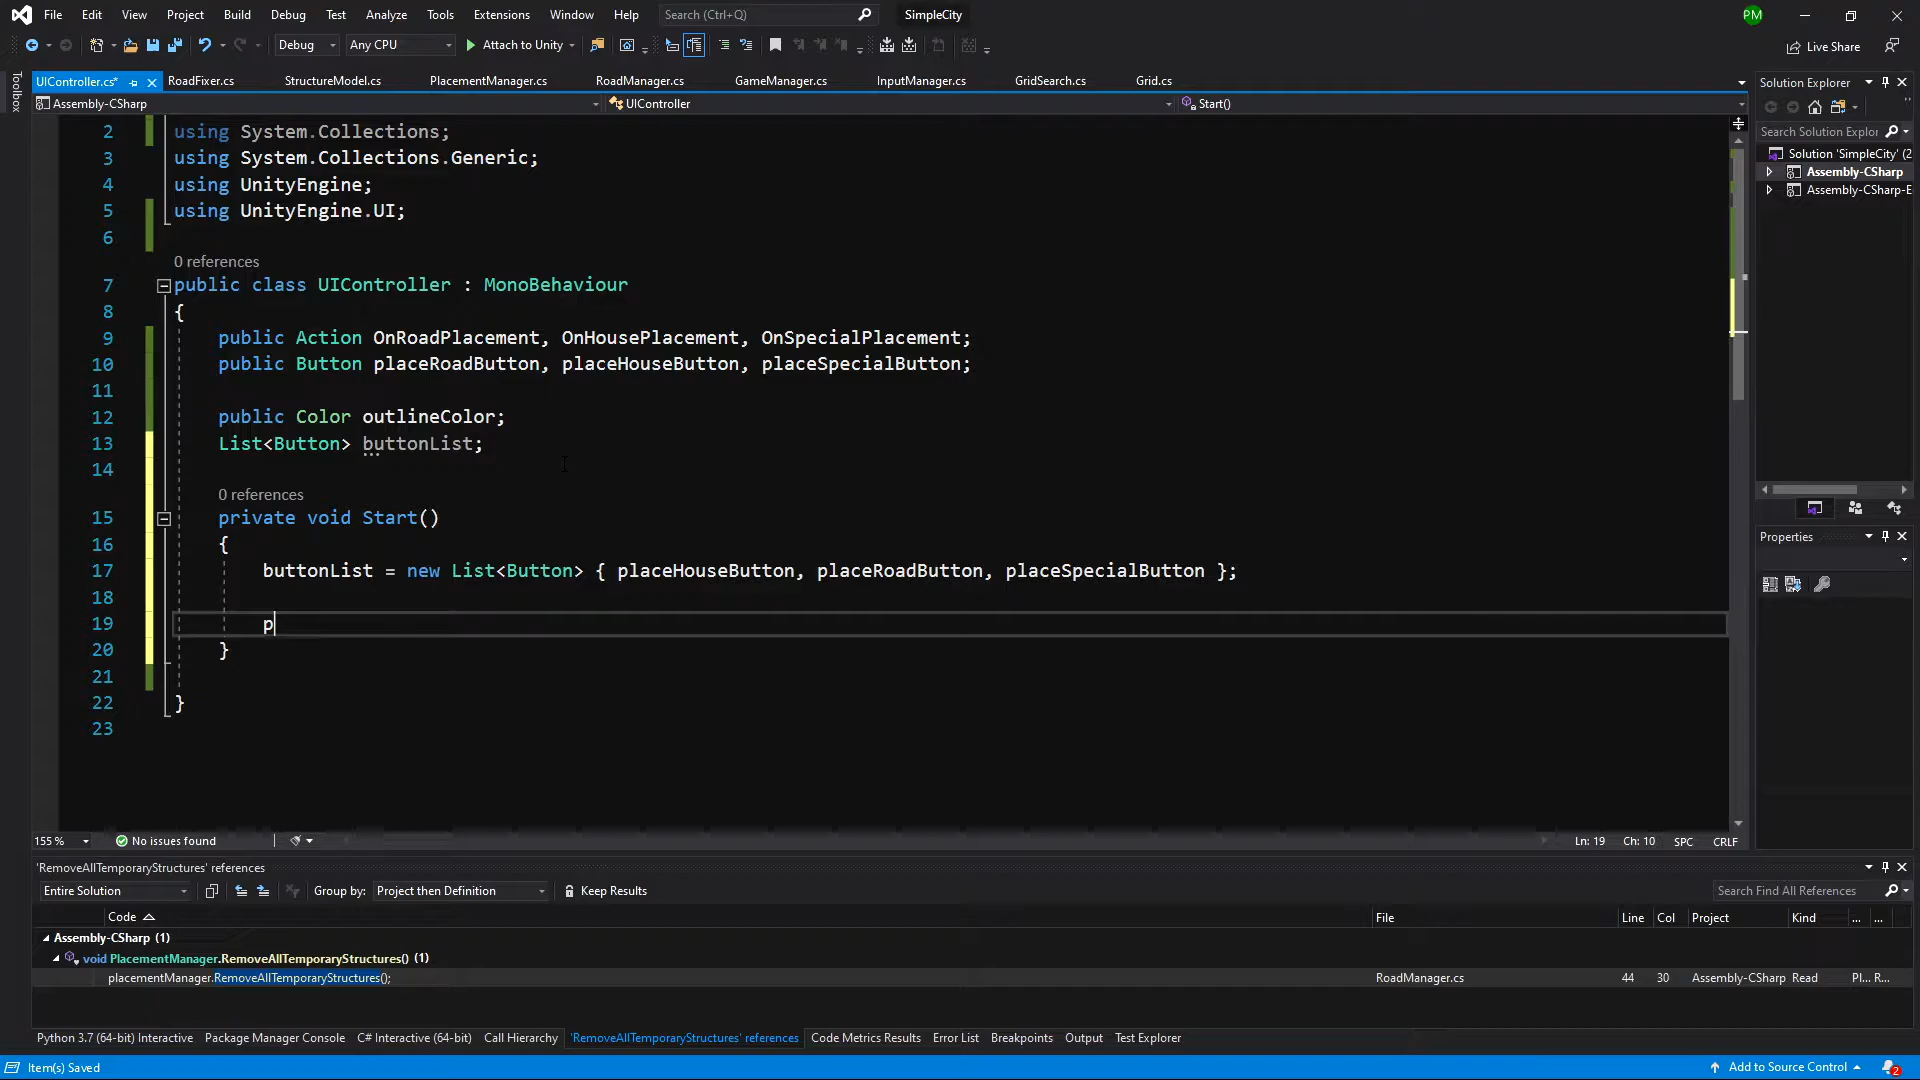 File Edit View Project Build Debug Test Analyze Tools Extensions Window Help Search (Ctrl+Q) SimpleCity PM
Debug Any CPU Attach to Unity Live Share
UIController.cs* RoadFixer.cs StructureModel.cs PlacementManager.cs RoadManager.cs GameManager.cs InputManager.cs GridSearch.cs Grid.cs
Assembly-CSharp UIController Start()
Toolbox
2 using System.Collections;
3 using System.Collections.Generic;
4 using UnityEngine;
5 using UnityEngine.UI;
6
0 references
7 public class UIController : MonoBehaviour
8 {
9 public Action OnRoadPlacement, OnHousePlacement, OnSpecialPlacement;
10 public Button placeRoadButton, placeHouseButton, placeSpecialButton;
11
12 public Color outlineColor;
13 List<Button> buttonList;
14
0 references
15 private void Start()
16 {
17 buttonList = new List<Button> { placeHouseButton, placeRoadButton, placeSpecialButton };
18
19 p
20 }
21
22 }
23
155 % No issues found Ln: 19 Ch: 10 SPC CRLF
Solution Explorer
Search Solution Explor
Solution 'SimpleCity' (2
Assembly-CSharp
Assembly-CSharp-E
Properties
'RemoveAllTemporaryStructures' references
Entire Solution Group by: Project then Definition Keep Results Search Find All References
Code File Line Col Project Kind ... ...
Assembly-CSharp (1)
void PlacementManager.RemoveAllTemporaryStructures() (1)
placementManager.RemoveAllTemporaryStructures(); RoadManager.cs 44 30 Assembly-CSharp Read Pl... R...
Python 3.7 (64-bit) Interactive Package Manager Console C# Interactive (64-bit) Call Hierarchy 'RemoveAllTemporaryStructures' references Code Metrics Results Error List Breakpoints Output Test Explorer
Item(s) Saved Add to Source Control 2